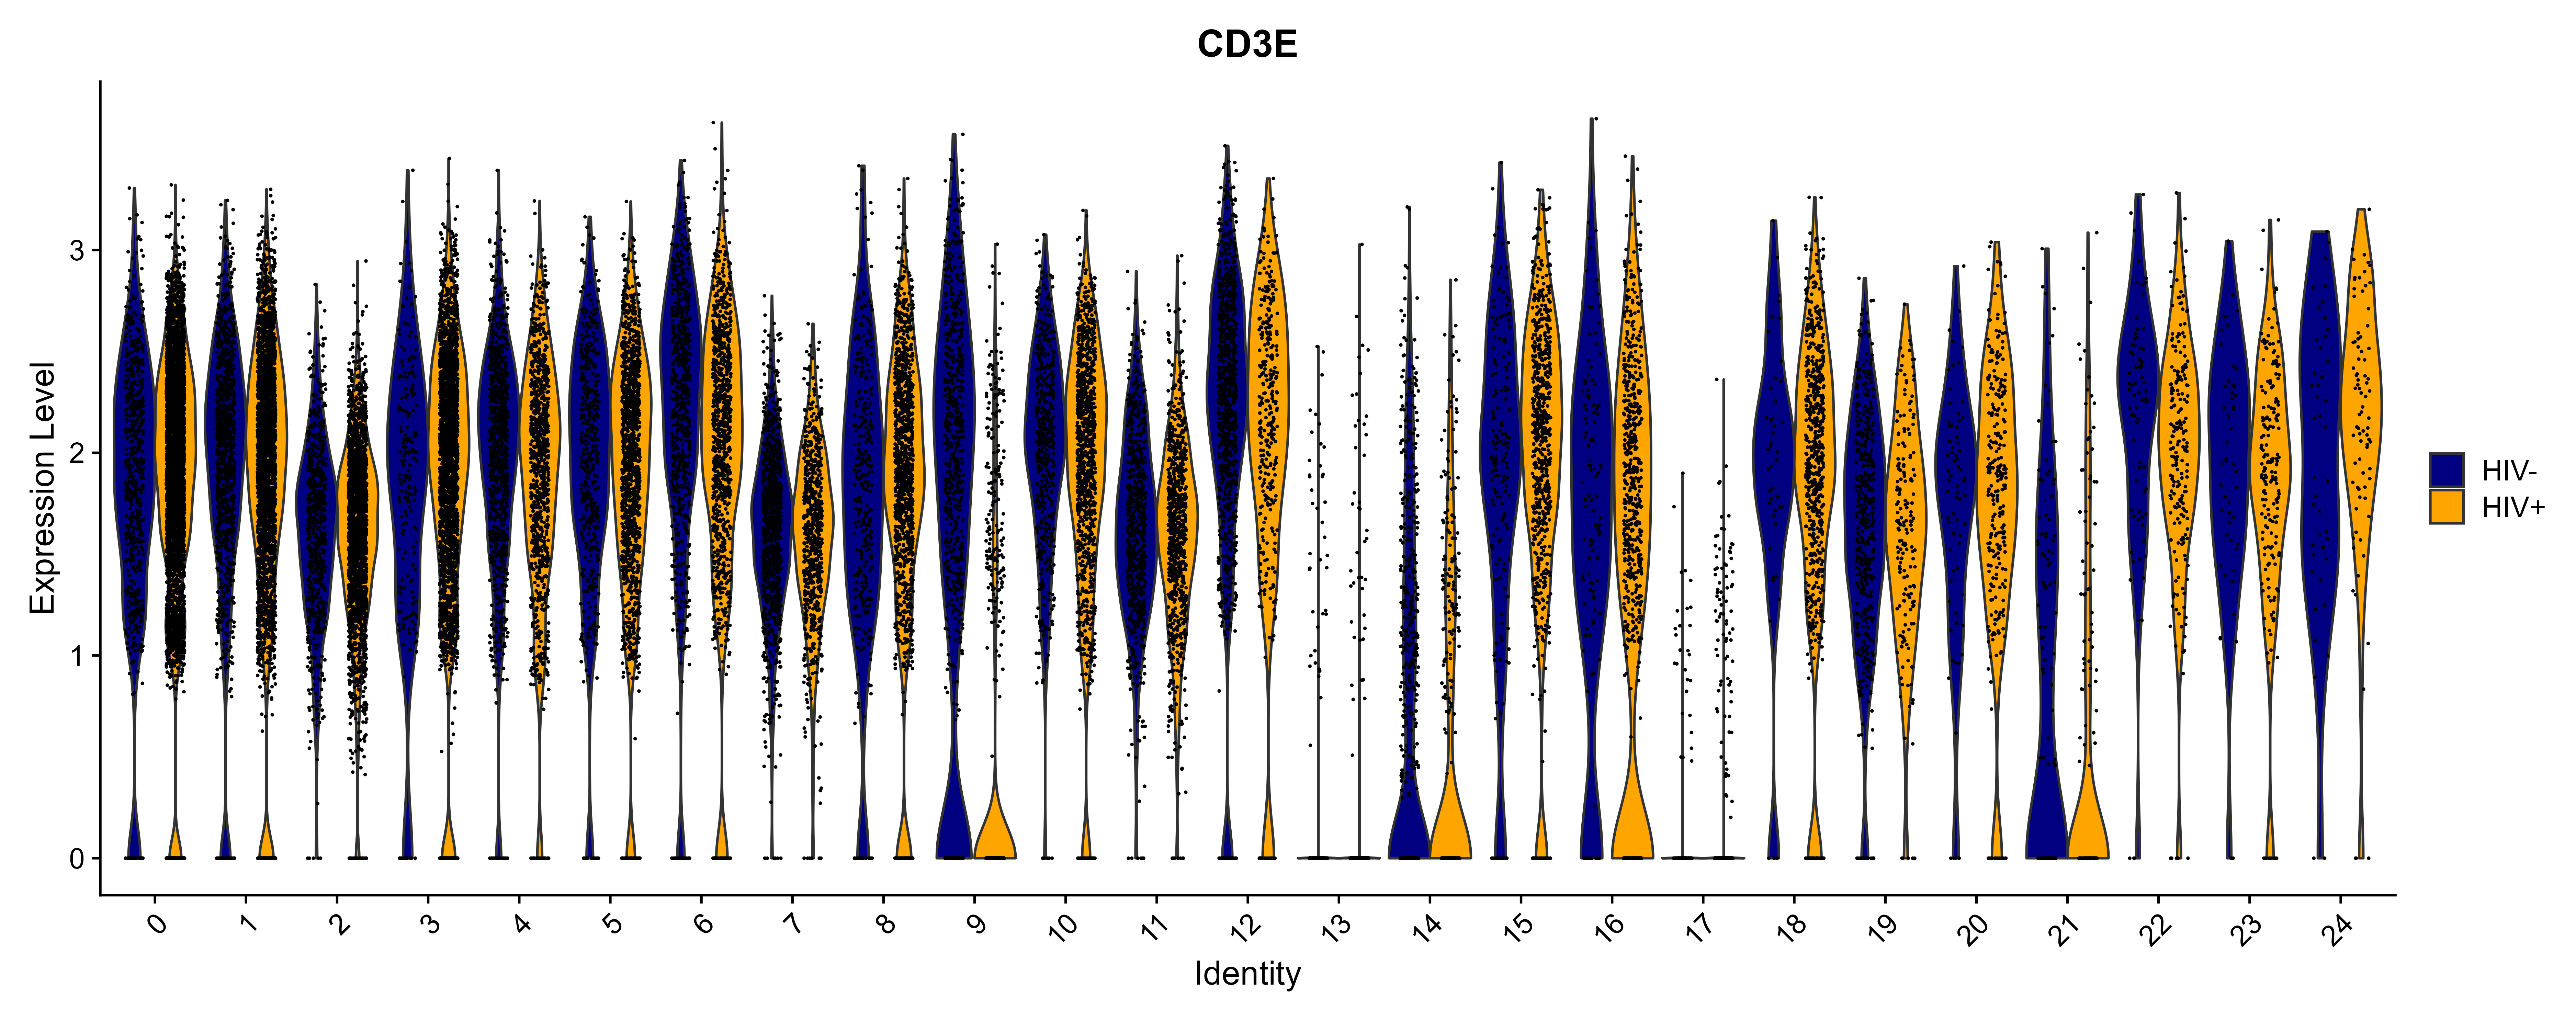 CD3E
Expression Level
3
2
1
0
0 1 2 3 4 5 6 7 8 9 10 11 12 13 14 15 16 17 18 19 20 21 22 23 24
Identity
HIV-
HIV+